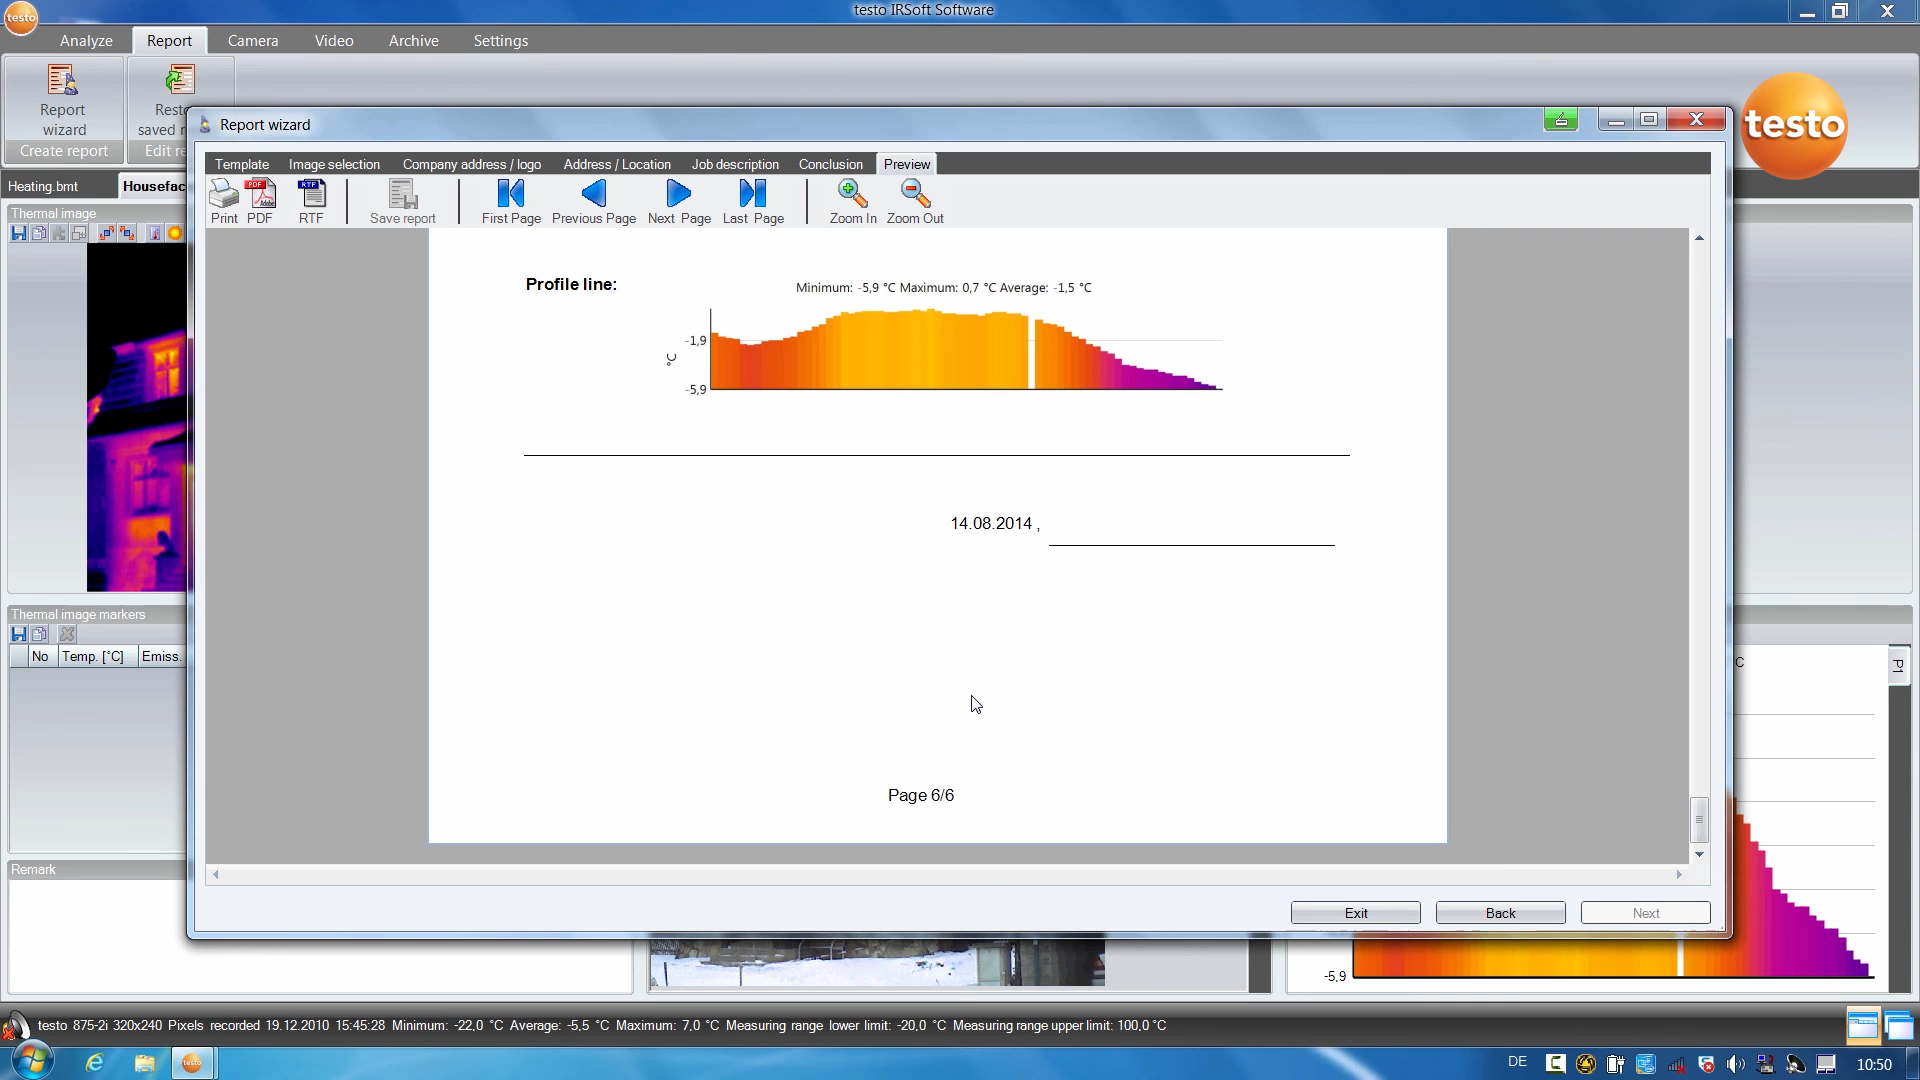 testo IRSoft Software
testo
Analyze Report Camera Video Archive Settings
Report wizard
Create report
testo
Report wizard
Template Image selection Company address / logo Address / Location Job description Conclusion Preview
Heating.bmt
Thermal image
Print PDF RTF Save report First Page Previous Page Next Page Last Page Zoom In Zoom Out
Profile line:
Minimum: -5,9 °C Maximum: 0,7 °C Average: -1,5 °C
-1,9
°C
-5,9
14.08.2014 ,
Page 6/6
Thermal image markers
No Temp. [°C] Emiss.
C
P1
Remark
Exit Back Next
-5,9
testo 875-2i 320x240 Pixels recorded 19.12.2010 15:45:28 Minimum: -22,0 °C Average: -5,5 °C Maximum: 7,0 °C Measuring range lower limit: -20,0 °C Measuring range upper limit: 100,0 °C
DE 10:50